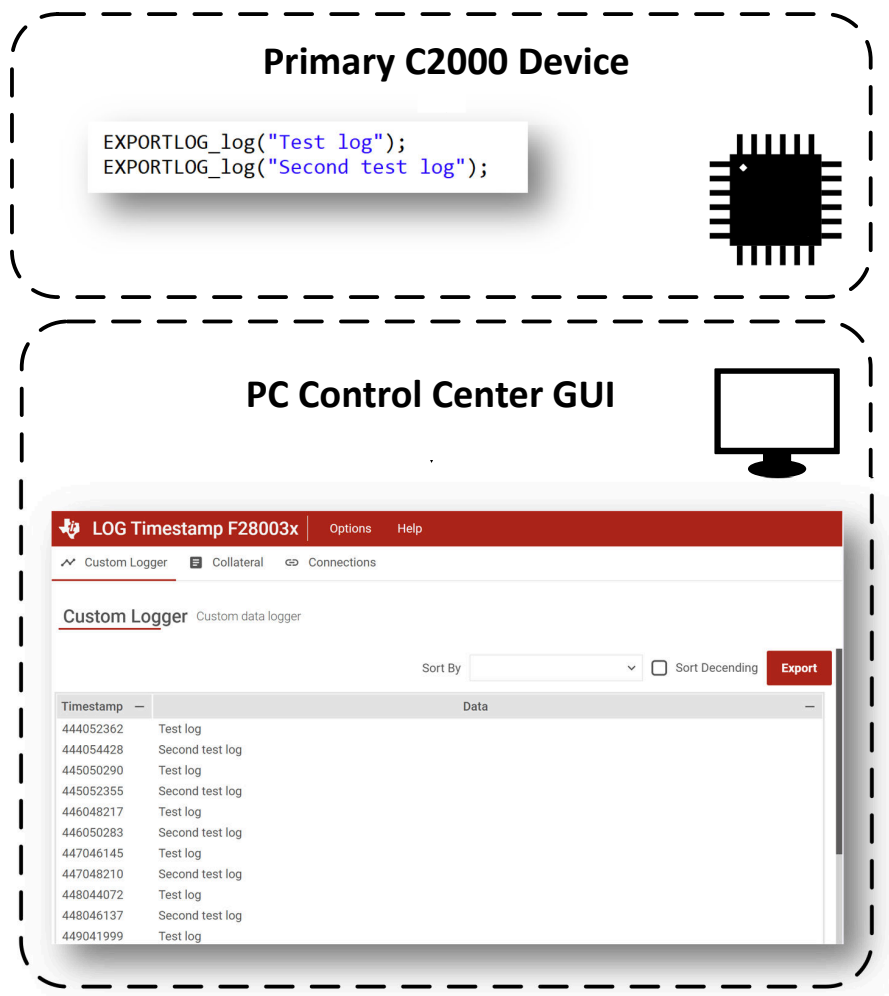 Primary C2000 Device
EXPORTLOG_log("Test log");
EXPORTLOG_log("Second test log");
PC Control Center GUI
LOG Timestamp F28003x Options Help
Custom Logger Collateral Connections
Custom Logger Custom data logger
Sort By Sort Decending Export
Timestamp Data
444052362 Test log
444054428 Second test log
445050290 Test log
445052355 Second test log
446048217 Test log
446050283 Second test log
447046145 Test log
447048210 Second test log
448044072 Test log
448046137 Second test log
449041999 Test log